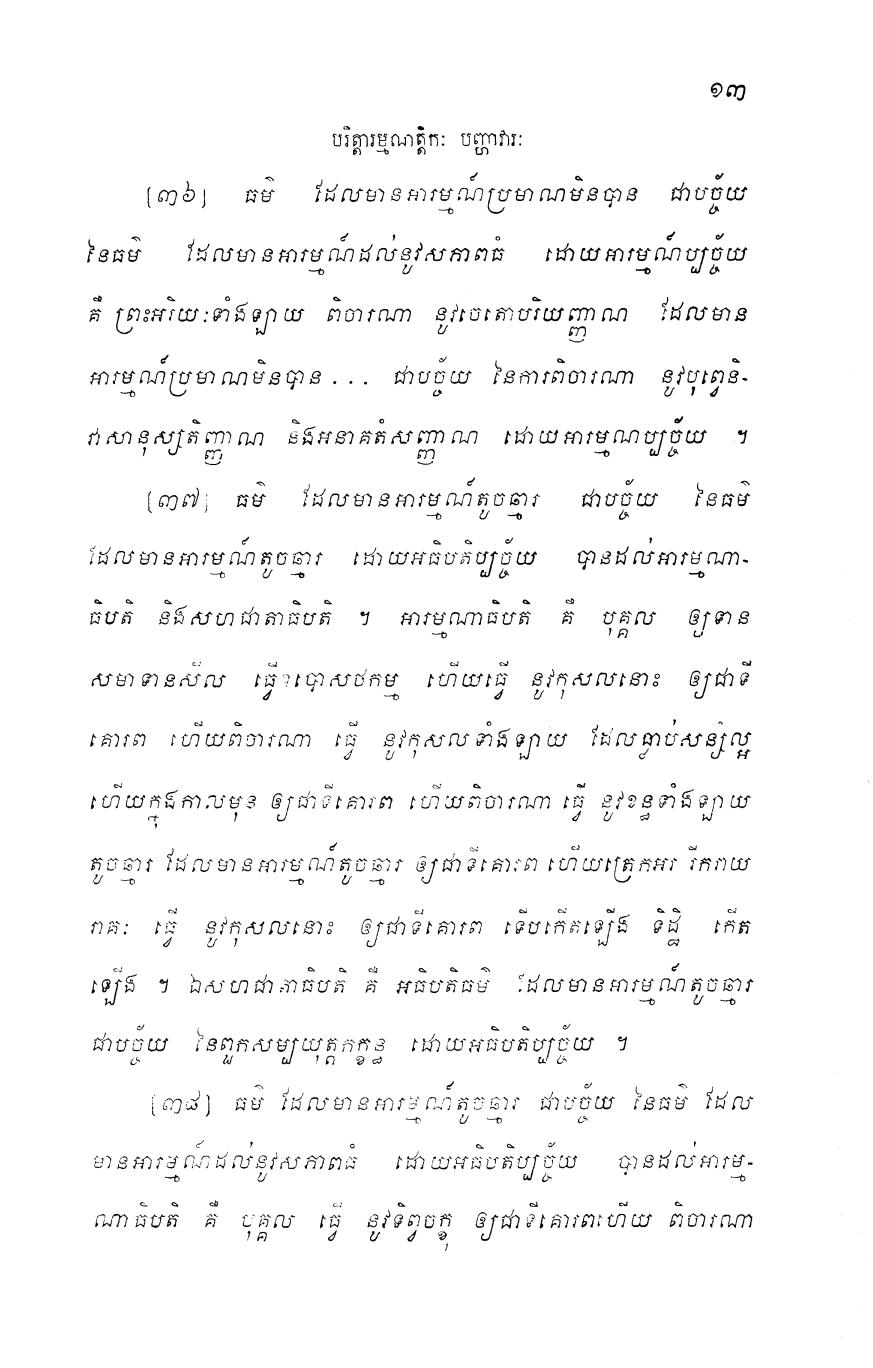 ១៣
បរិត្តារម្មណត្តិកៈ បញ្ហាវារៈ
[៣៦] ធម៌ ដែលមានអារម្មណ៍ប្រមាណមិនបាន ជាបច្ច័យ
នៃធម៌ ដែលមានអារម្មណ៍ដល់នូវសភាពធំ ដោយអារម្មណ៍ប្បច្ច័យ
គឺ ព្រះអរិយៈទាំងឡាយ ពិចារណា នូវចេតោបរិយញ្ញាណ ដែលមាន
អារម្មណ៍ប្រមាណមិនបាន . . . ជាបច្ច័យ នៃការពិចារណា នូវបុព្វេនិ-
វាសានុស្សតិញ្ញាណ និងអនាគតំសញ្ញាណ ដោយអារម្មណប្បច្ច័យ ។
[៣៧] ធម៌ ដែលមានអារម្មណ៍តូចឆ្មារ ជាបច្ច័យ នៃធម៌
ដែលមានអារម្មណ៍តូចឆ្មារ ដោយអធិបតិប្បច្ច័យ បានដល់អារម្មណា-
ធិបតិ និងសហជាតាធិបតិ ។ អារម្មណាធិបតិ គឺ បុគ្គល ឲ្យទាន
សមាទានសីល ធ្វើឧបោសថកម្ម ហើយធ្វើ នូវកុសលនោះ ឲ្យជាទី
គោរព ហើយពិចារណា ធ្វើ នូវកុសលទាំងឡាយ ដែលធ្លាប់សន្សំល្អ
ហើយក្នុងកាលមុន ឲ្យជាទីគោរព ហើយពិចារណា ធ្វើ នូវខន្ធទាំងឡាយ
តូចឆ្មារ ដែលមានអារម្មណ៍តូចឆ្មារ ឲ្យជាទីគោរព ហើយត្រេកអរ រីករាយ
រាគៈ ធ្វើ នូវកុសលនោះ ឲ្យជាទីគោរព ទើបកើតឡើង ទិដ្ឋិ កើត
ឡើង ។ ឯសហជាតាធិបតិ គឺ អធិបតិធម៌ ដែលមានអារម្មណ៍តូចឆ្មារ
ជាបច្ច័យ នៃពួកសម្បយុត្តកក្ខន្ធ ដោយអធិបតិប្បច្ច័យ ។
[៣៨] ធម៌ ដែលមានអារម្មណ៍តូចឆ្មារ ជាបច្ច័យ នៃធម៌ ដែល
មានអារម្មណ៍ដល់នូវសភាពធំ ដោយអធិបតិប្បច្ច័យ បានដល់អារម្ម-
ណាធិបតិ គឺ បុគ្គល ធ្វើ នូវទិព្វចក្ខុ ឲ្យជាទីគោរពហើយ ពិចារណា